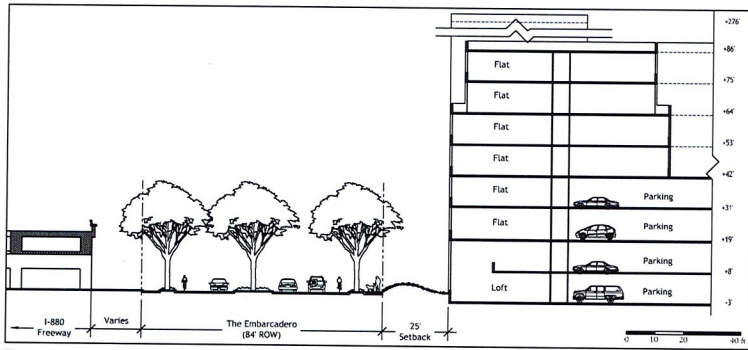 +276'
+86'
Flat
+75'
Flat
+64'
Flat
+53'
Flat
+42'
Flat
Parking
+31'
Flat
Parking
+19'
Parking
+8'
Loft
Parking
-3'
I-880
Freeway
Varies
The Embarcadero
(84' ROW)
25'
Setback
0 10 20 40 ft